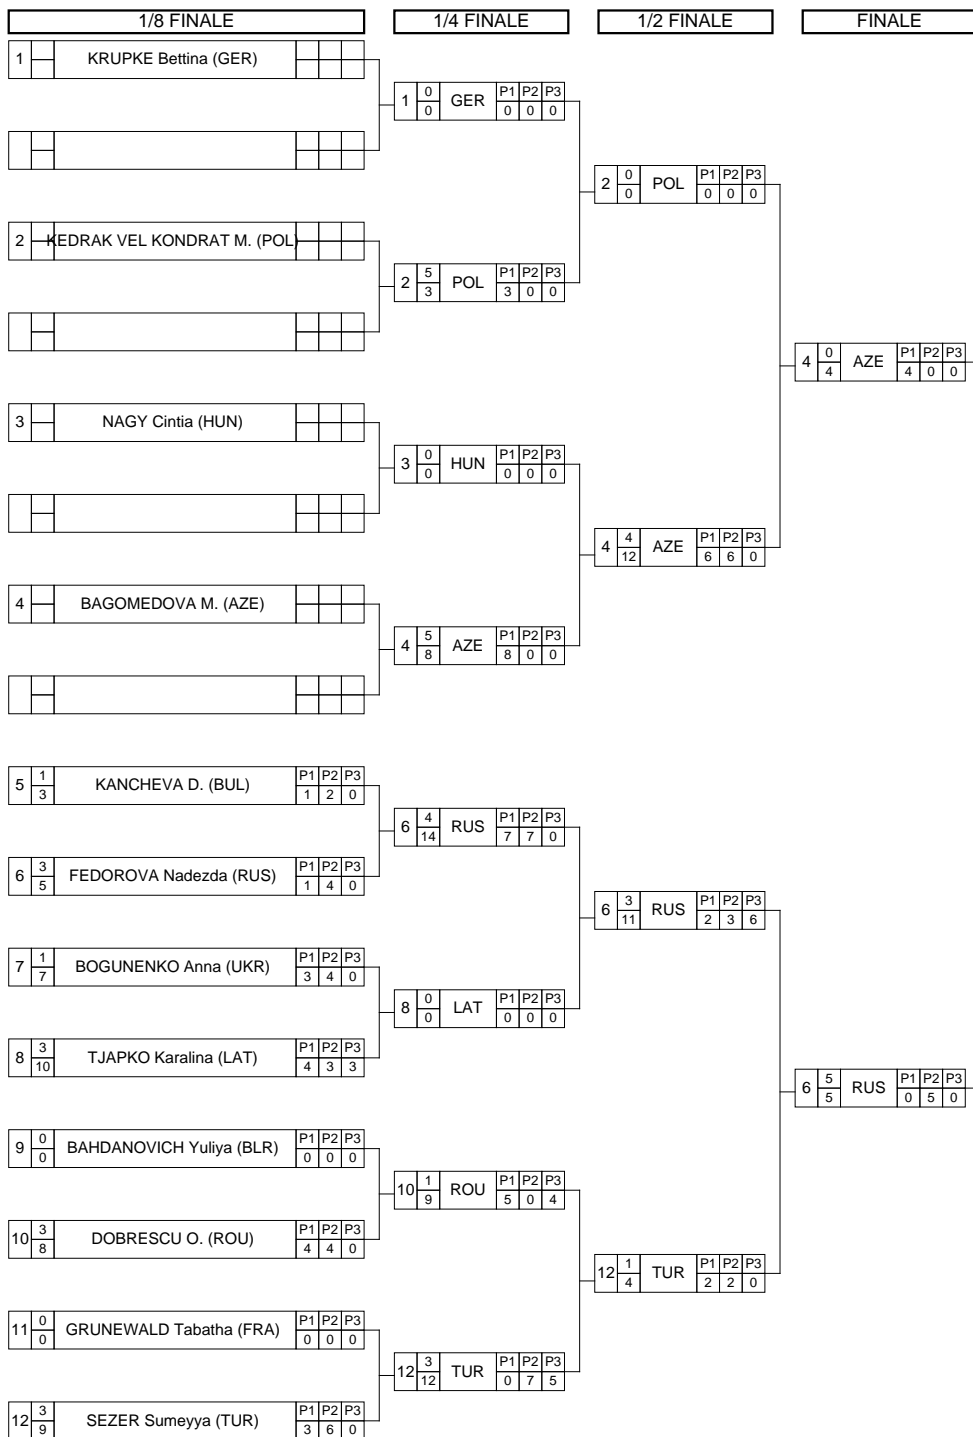 1/8 FINALE 1/4 FINALE 1/2 FINALE FINALE
1 KRUPKE Bettina (GER)
1 0 0 GER P1 P2 P3 0 0 0
2 0 0 POL P1 P2 P3 0 0 0
2 KEDRAK VEL KONDRAT M. (POL)
2 5 3 POL P1 P2 P3 3 0 0
4 0 4 AZE P1 P2 P3 4 0 0
3 NAGY Cintia (HUN)
3 0 0 HUN P1 P2 P3 0 0 0
4 4 12 AZE P1 P2 P3 6 6 0
4 BAGOMEDOVA M. (AZE)
4 5 8 AZE P1 P2 P3 8 0 0
5 1 3 KANCHEVA D. (BUL) P1 P2 P3 1 2 0
6 4 14 RUS P1 P2 P3 7 7 0
6 3 5 FEDOROVA Nadezda (RUS) P1 P2 P3 1 4 0
6 3 11 RUS P1 P2 P3 2 3 6
7 1 7 BOGUNENKO Anna (UKR) P1 P2 P3 3 4 0
8 0 0 LAT P1 P2 P3 0 0 0
8 3 10 TJAPKO Karalina (LAT) P1 P2 P3 4 3 3
6 5 5 RUS P1 P2 P3 0 5 0
9 0 0 BAHDANOVICH Yuliya (BLR) P1 P2 P3 0 0 0
10 1 9 ROU P1 P2 P3 5 0 4
10 3 8 DOBRESCU O. (ROU) P1 P2 P3 4 4 0
12 1 4 TUR P1 P2 P3 2 2 0
11 0 0 GRUNEWALD Tabatha (FRA) P1 P2 P3 0 0 0
12 3 12 TUR P1 P2 P3 0 7 5
12 3 9 SEZER Sumeyya (TUR) P1 P2 P3 3 6 0